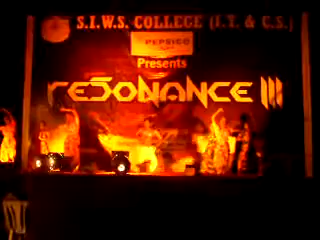 S.I.W.S. COLLEGE (I.T. & C.S.)
PEPSICO
Presents
RESONANCE III